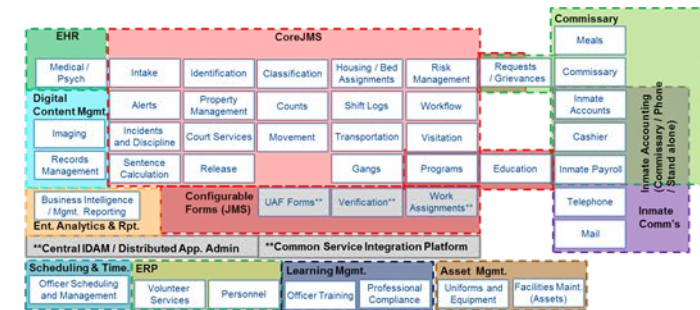 EHR
CoreJMS
Commissary
Medical /
Psych
Intake
Identification
Classification
Housing / Bed
Assignments
Risk
Management
Requests
/ Grievances
Meals
Commissary
Digital
Content Mgmt.
Alerts
Property
Management
Counts
Shift Logs
Workflow
Inmate
Accounts
Imaging
Incidents
and Discipline
Court Services
Movement
Transportation
Visitation
Cashier
Records
Management
Sentence
Calculation
Release
Gangs
Programs
Education
Inmate Payroll
Inmate Accounting
(Commissary / Phone
/ Stand alone)
Business Intelligence
/ Mgmt. Reporting
Ent. Analytics & Rpt.
Configurable
Forms (JMS)
UAF Forms**
Verification**
Work
Assignments**
Telephone
Mail
Inmate
Comm's
**Central IDAM / Distributed App. Admin
**Common Service Integration Platform
Scheduling & Time.
ERP
Learning Mgmt.
Asset Mgmt.
Officer Scheduling
and Management
Volunteer
Services
Personnel
Officer Training
Professional
Compliance
Uniforms and
Equipment
Facilities Maint.
(Assets)